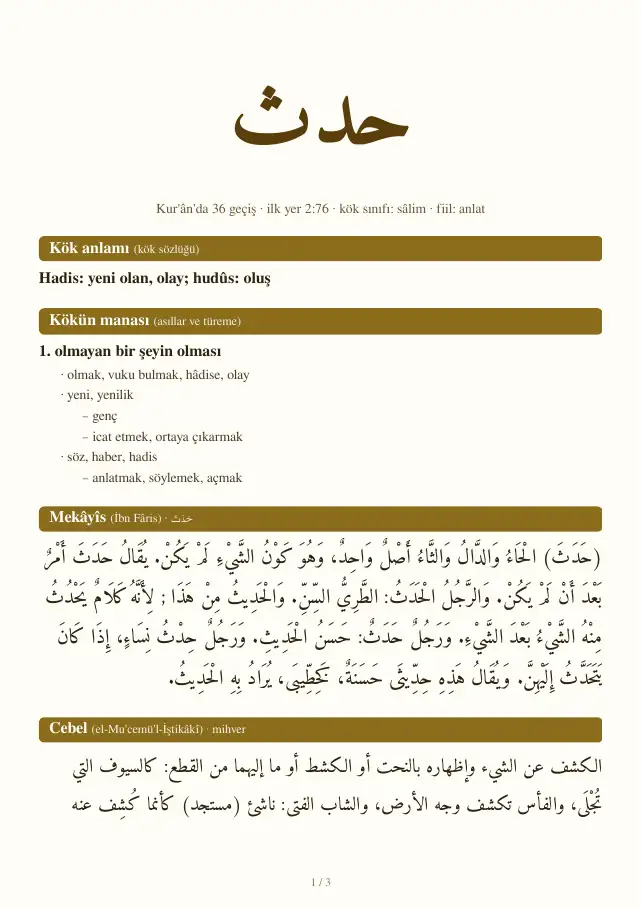 حدث
Kur'ân'da 36 geçiş · ilk yer 2:76 · kök sınıfı: sâlim · fiil: anlat
Kök anlamı (kök sözlüğü)
Hadis: yeni olan, olay; hudûs: oluş
Kökün manası (asıllar ve türeme)
1. olmayan bir şeyin olması
· olmak, vuku bulmak, hâdise, olay
· yeni, yenilik
– genç
– icat etmek, ortaya çıkarmak
· söz, haber, hadis
– anlatmak, söylemek, açmak
Mekâyîs (İbn Fâris) · حدث
(حَدَثَ) الْحَاءُ وَالدَّالُ وَالثَّاءُ أَصْلٌ وَاحِدٌ، وَهُوَ كَوْنُ الشَّيْءِ لَمْ يَكُنْ. يُقَالُ حَدَثَ أَمْرٌ
بَعْدَ أَنْ لَمْ يَكُنْ. وَالرَّجُلُ الْحَدَثُ: الطَّرِيُّ السِّنِّ. وَالْحَدِيثُ مِنْ هَذَا ; لِأَنَّهُ كَلَامٌ يَحْدُثُ
مِنْهُ الشَّيْءُ بَعْدَ الشَّيْءِ. وَرَجُلٌ حَدَثٌ: حَسَنُ الْحَدِيثِ. وَرَجُلٌ حِدْثُ نِسَاءٍ، إِذَا كَانَ
يَتَحَدَّثُ إِلَيْهِنَّ. وَيُقَالُ هَذِهِ حِدِّيثَى حَسَنَةٌ، كَخِطِّيبَى، يُرَادُ بِهِ الْحَدِيثُ.
Cebel (el-Mu'cemü'l-İştikâkî) · mihver
الكشف عن الشيء وإظهاره بالنحت أو الكشط أو ما إليهما من القطع: كالسيوف التي
تُجْلَى، والفأس تكشف وجه الأرض، والشاب الفتى: ناشئ (مستجد) كأنما كُشِف عنه
1 / 3